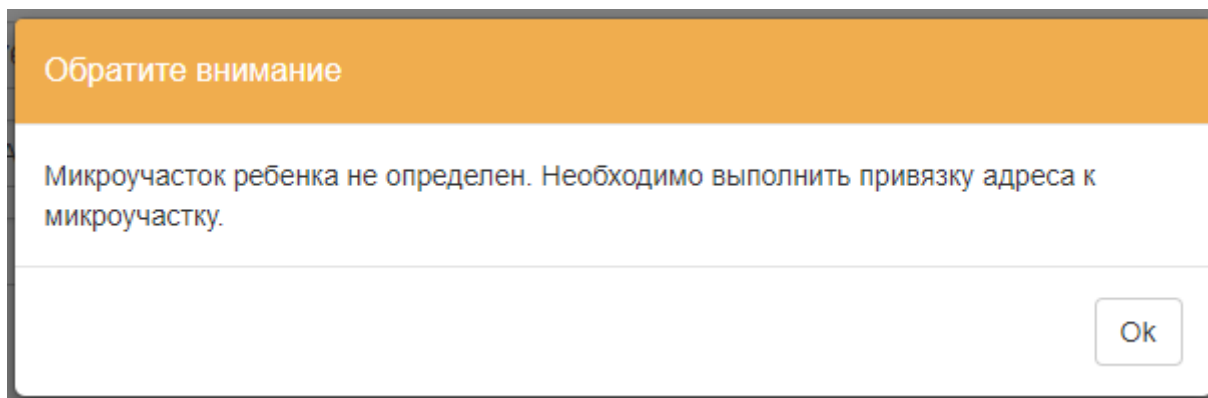 Обратите внимание
Микроучасток ребенка не определен. Необходимо выполнить привязку адреса к
микроучастку.
Ok